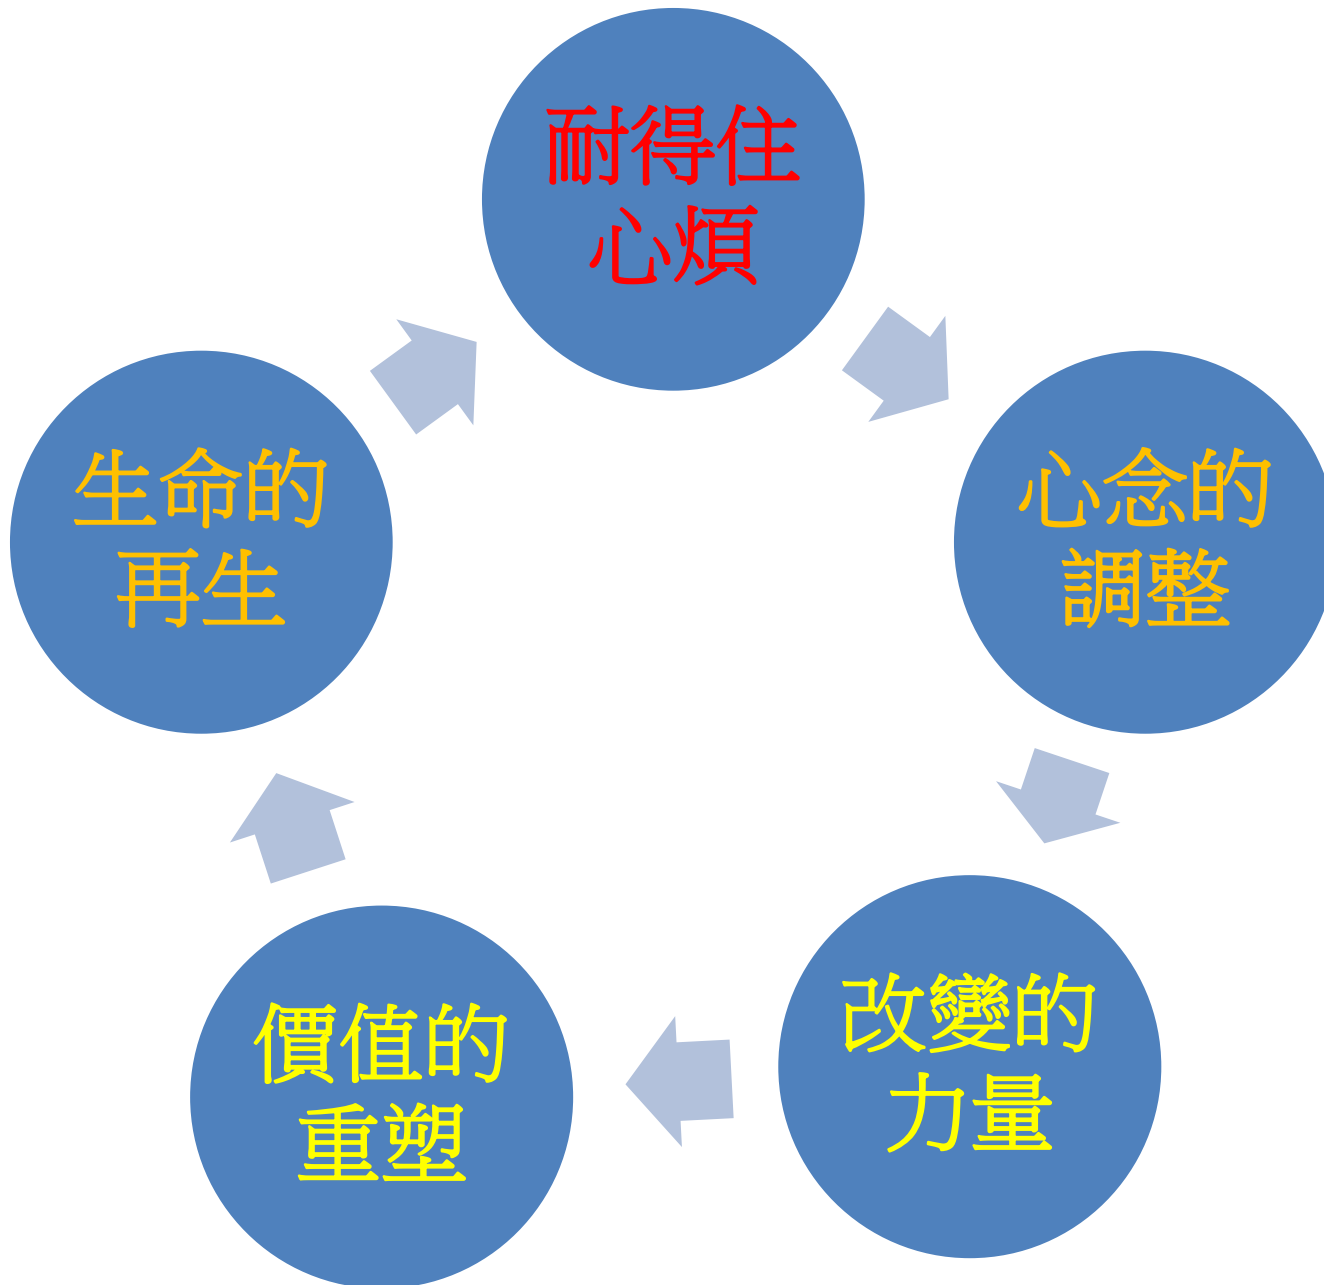 耐得住
心煩
心念的
調整
改變的
力量
價值的
重塑
生命的
再生